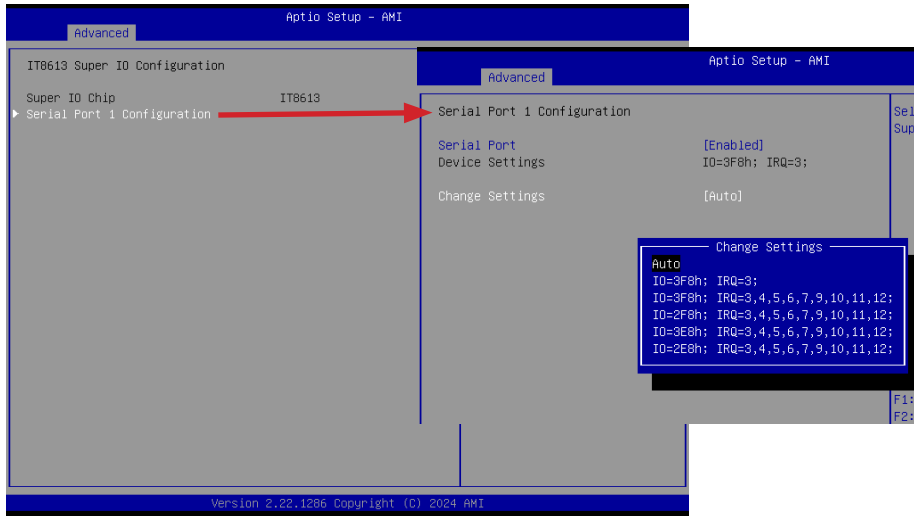 Aptio Setup - AMI
Advanced
IT8613 Super IO Configuration
Super IO Chip IT8613
Serial Port 1 Configuration
Aptio Setup - AMI
Advanced
Serial Port 1 Configuration
Serial Port [Enabled]
Device Settings IO=3F8h; IRQ=3;
Change Settings [Auto]
Sel
Sup
Change Settings
Auto
IO=3F8h; IRQ=3;
IO=3F8h; IRQ=3,4,5,6,7,9,10,11,12;
IO=2F8h; IRQ=3,4,5,6,7,9,10,11,12;
IO=3E8h; IRQ=3,4,5,6,7,9,10,11,12;
IO=2E8h; IRQ=3,4,5,6,7,9,10,11,12;
F1:
F2:
Version 2.22.1286 Copyright (C) 2024 AMI